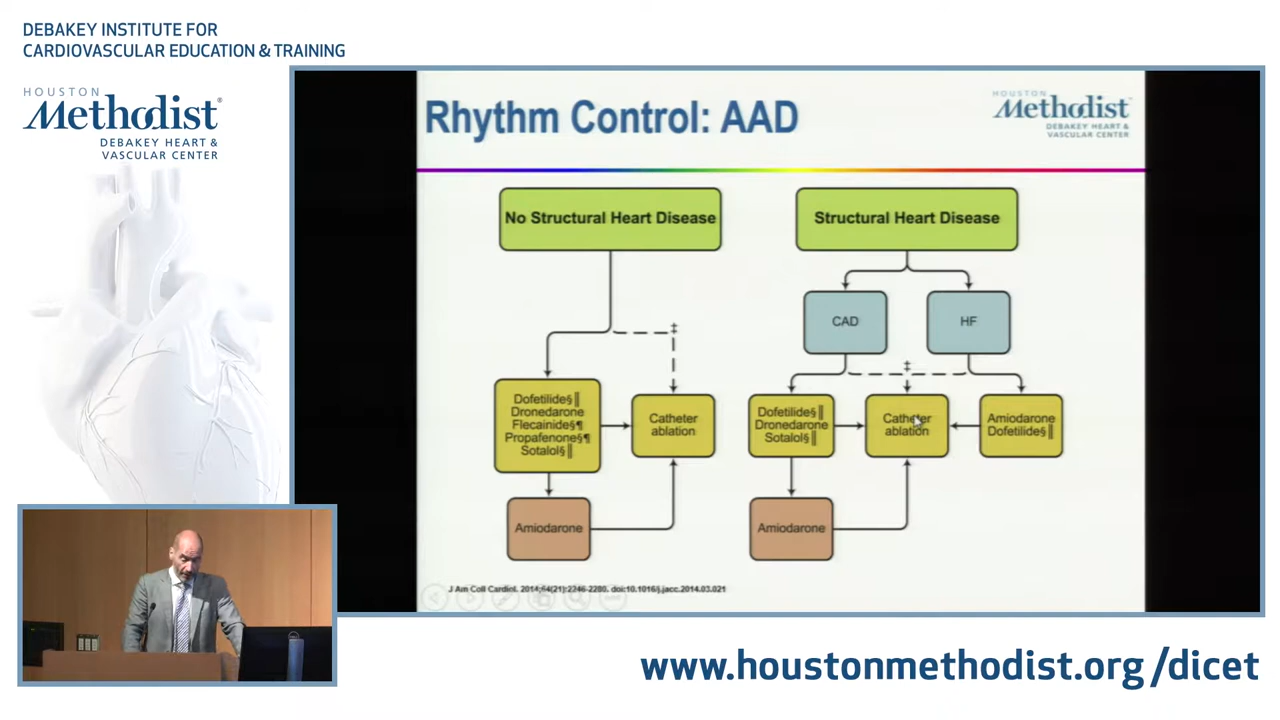 DEBAKEY INSTITUTE FOR
CARDIOVASCULAR EDUCATION & TRAINING
HOUSTON
Methodist®
DEBAKEY HEART &
VASCULAR CENTER
Rhythm Control: AAD
HOUSTON
Methodist
DEBAKEY HEART &
VASCULAR CENTER
No Structural Heart Disease
Structural Heart Disease
CAD
HF
‡
‡
Dofetilide§║
Dronedarone
Flecainide§¶
Propafenone§¶
Sotalol§║
Catheter
ablation
Dofetilide§║
Dronedarone
Sotalol§║
Catheter
ablation
Amiodarone
Dofetilide§║
Amiodarone
Amiodarone
J Am Coll Cardiol. 2014;64(21):2246-2280. doi:10.1016/j.jacc.2014.03.021
www.houstonmethodist.org/dicet